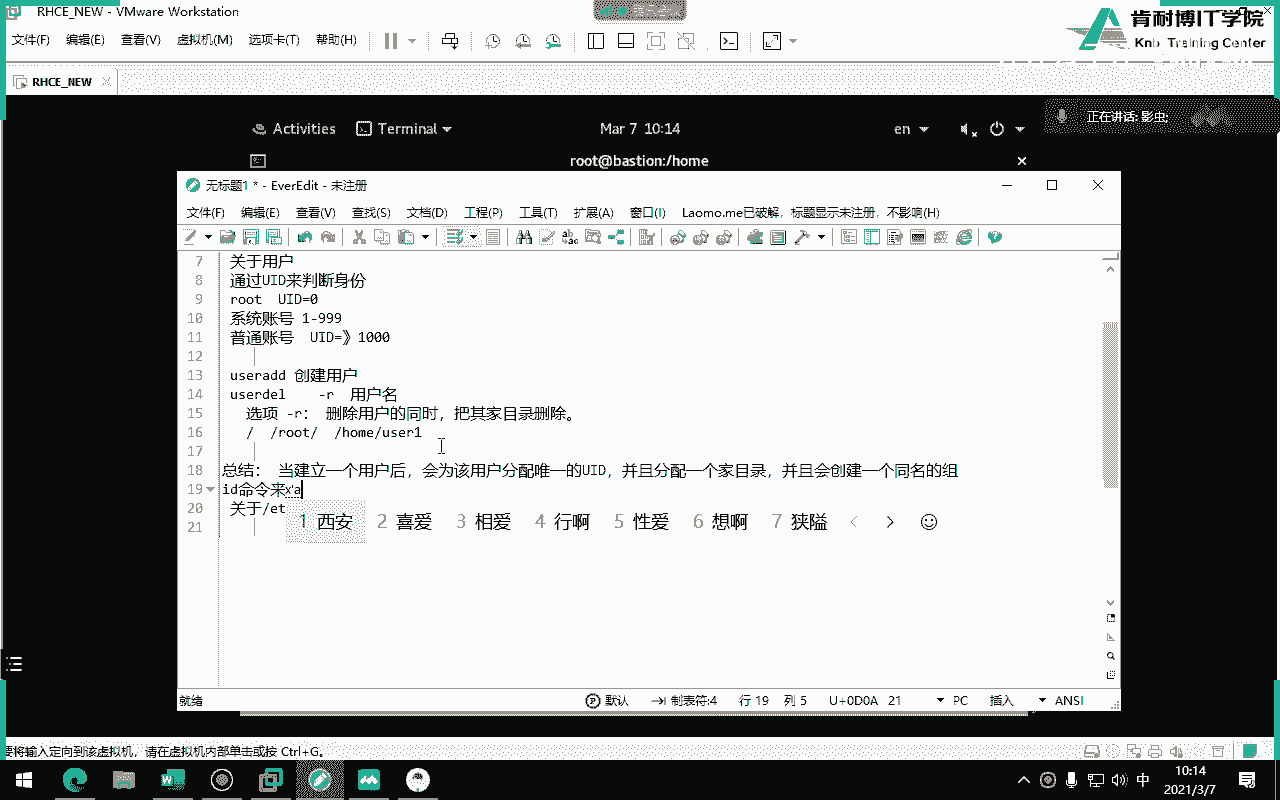 RHCE_NEW - VMware Workstation
文件(F) 编辑(E) 查看(V) 虚拟机(M) 选项卡(T) 帮助(H)
肯耐博IT学院
Knb Training Center
RHCE_NEW
Activities Terminal Mar 7 10:14 en
正在讲话: 影虫;
root@bastion:/home
无标题1 * - EverEdit - 未注册
文件(F) 编辑(E) 查看(V) 查找(S) 文档(D) 工程(P) 工具(T) 扩展(A) 窗口(I) Laomo.me已破解，标题显示未注册，不影响(H)
7 关于用户
8 通过UID来判断身份
9 root UID=0
10 系统账号 1-999
11 普通账号 UID=》1000
12
13 useradd 创建用户
14 userdel -r 用户名
15 选项 -r： 删除用户的同时，把其家目录删除。
16 / /root/ /home/user1
17
18 总结： 当建立一个用户后，会为该用户分配唯一的UID，并且分配一个家目录，并且会创建一个同名的组
19 id命令来x'a
20 关于/et
21
1 西安 2 喜爱 3 相爱 4 行啊 5 性爱 6 想啊 7 狭隘
就绪 默认 制表符:4 行 19 列 5 U+0D0A 21 PC 插入 ANSI
要将输入定向到该虚拟机，请在虚拟机内部单击或按 Ctrl+G。
中 10:14
2021/3/7